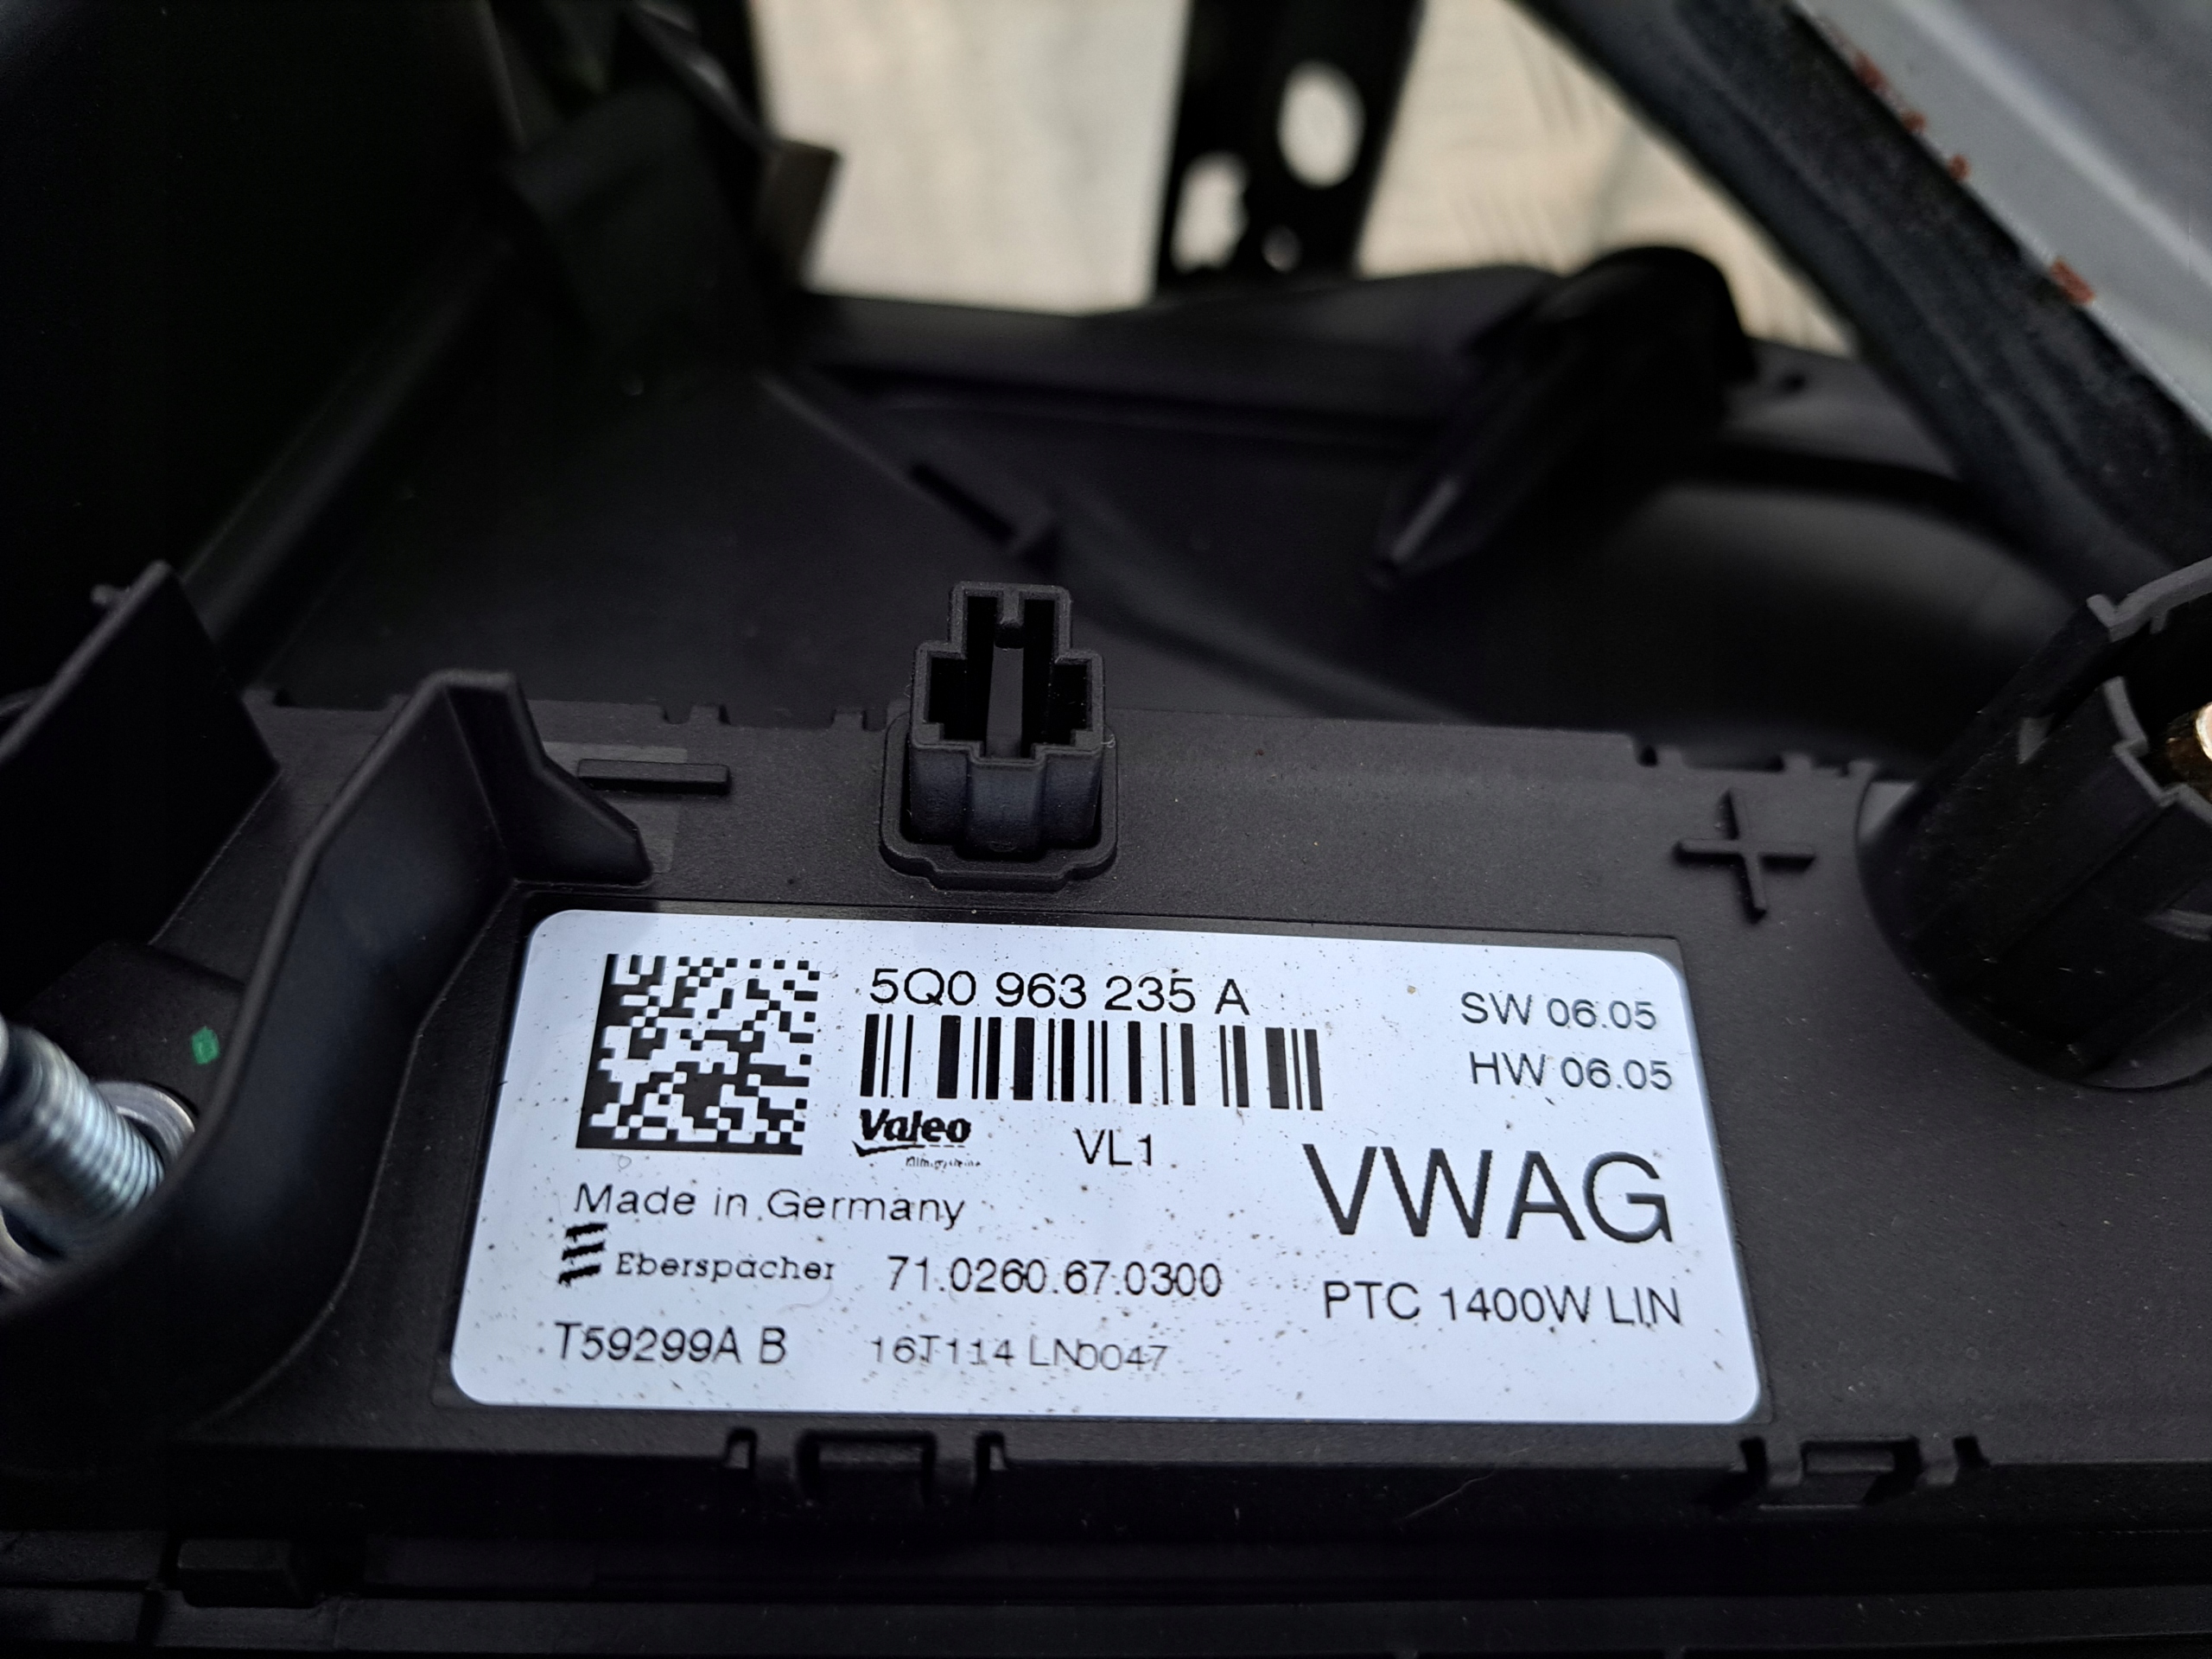 5Q0 963 235 A
SW 06.05
HW 06.05
Valeo
VL1
VWAG
Made in Germany
Eberspächer 71.0260.67.0300
PTC 1400W LIN
T59299A B 16J114 LN0047